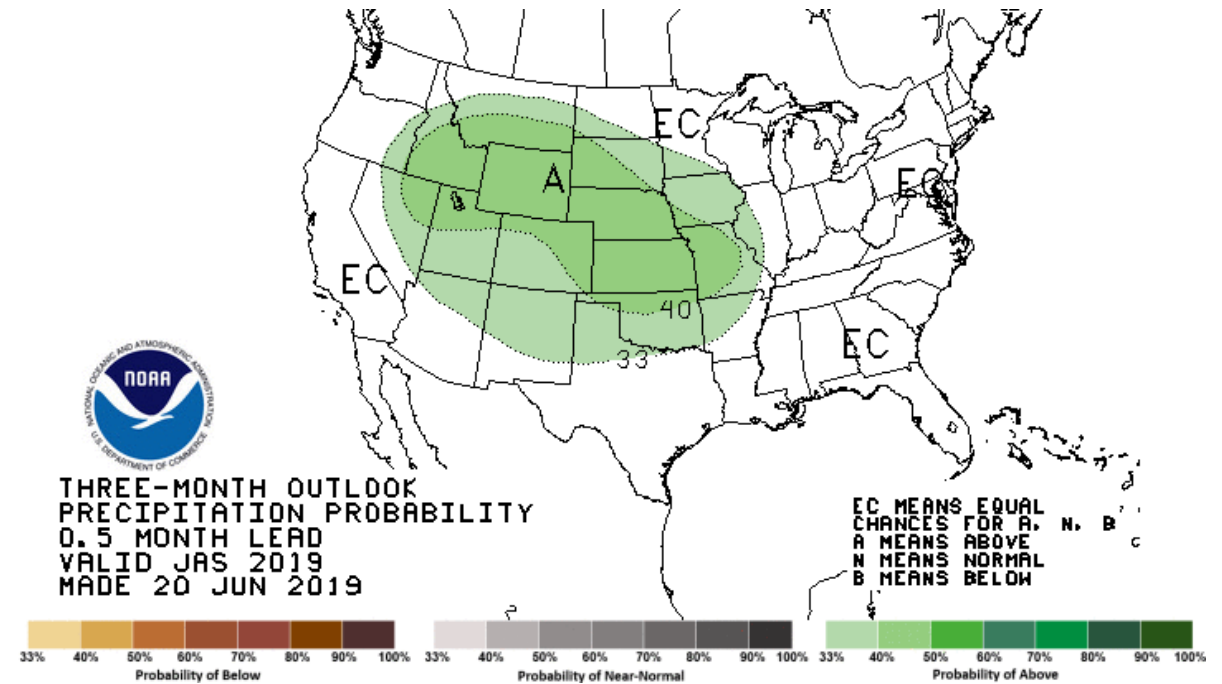 EC
A
EC
EC
40
EC
33
NATIONAL OCEANIC AND ATMOSPHERIC ADMINISTRATION
NOAA
U.S. DEPARTMENT OF COMMERCE
THREE-MONTH OUTLOOK
PRECIPITATION PROBABILITY
0.5 MONTH LEAD
VALID JAS 2019
MADE 20 JUN 2019
EC MEANS EQUAL
CHANCES FOR A, N, B
A MEANS ABOVE
N MEANS NORMAL
B MEANS BELOW
33% 40% 50% 60% 70% 80% 90% 100%
Probability of Below
33% 40% 50% 60% 70% 80% 90% 100%
Probability of Near-Normal
33% 40% 50% 60% 70% 80% 90% 100%
Probability of Above